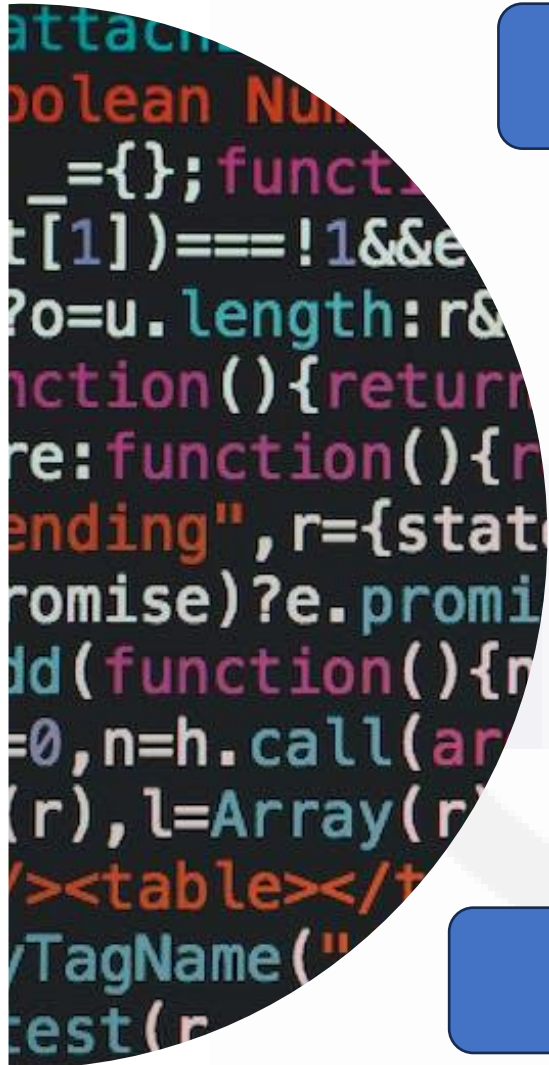 attach
oolean Num
_={};functi
t[1])===!1&&e
?o=u.length:r&
nction(){return
re:function(){r
ending",r={stat
romise)?e.promi
dd(function(){n
=0,n=h.call(ar
(r),l=Array(r)
/><table></t
yTagName("
test(r